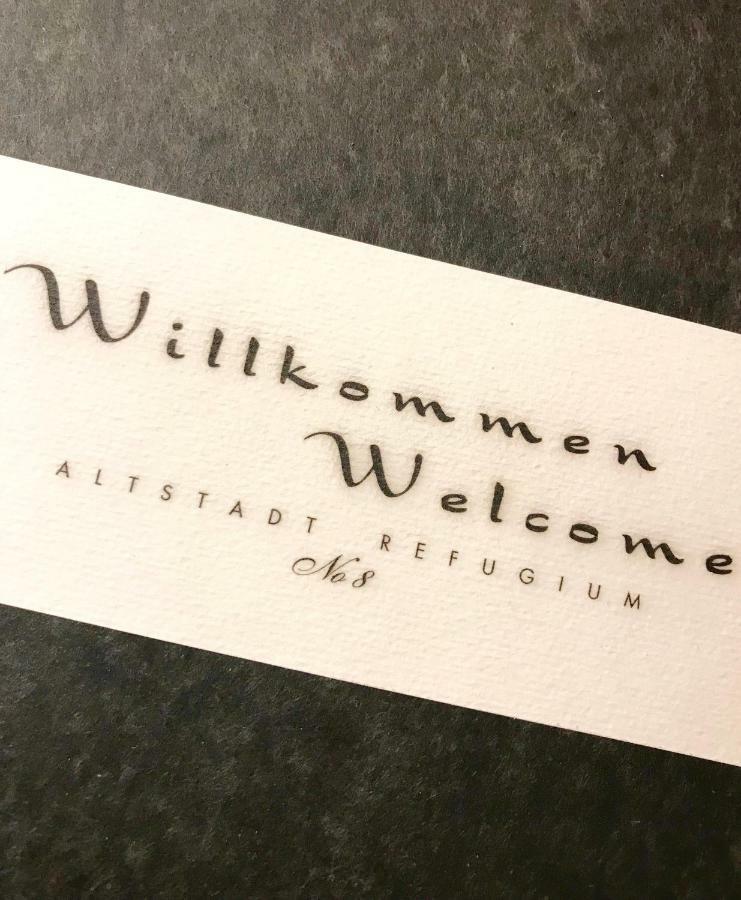 Willkommen
Welcome
ALTSTADT REFUGIUM
No 8